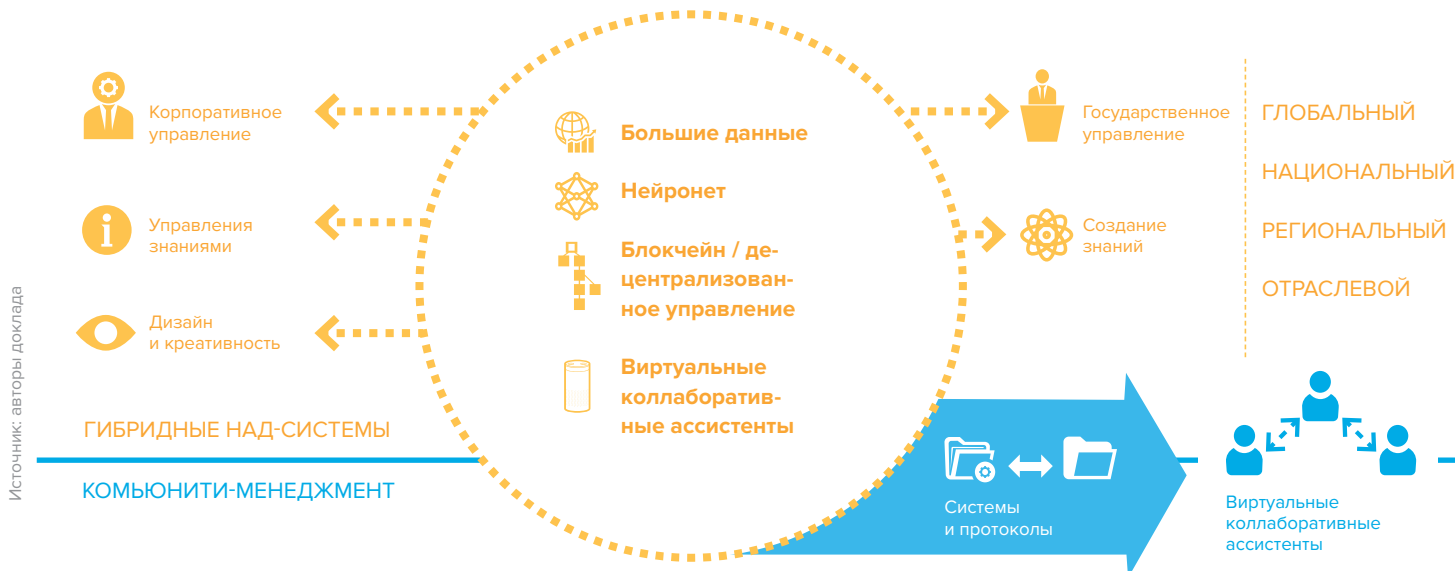 Корпоративное
управление
Управления
знаниями
Дизайн
и креативность
ГИБРИДНЫЕ НАД-СИСТЕМЫ
КОМЬЮНИТИ-МЕНЕДЖМЕНТ
Источник: авторы доклада
Большие данные
Нейронет
Блокчейн / де-
централизован-
ное управление
Виртуальные
коллаборатив-
ные ассистенты
Государственное
управление
Создание
знаний
ГЛОБАЛЬНЫЙ
НАЦИОНАЛЬНЫЙ
РЕГИОНАЛЬНЫЙ
ОТРАСЛЕВОЙ
Системы
и протоколы
Виртуальные
коллаборативные
ассистенты